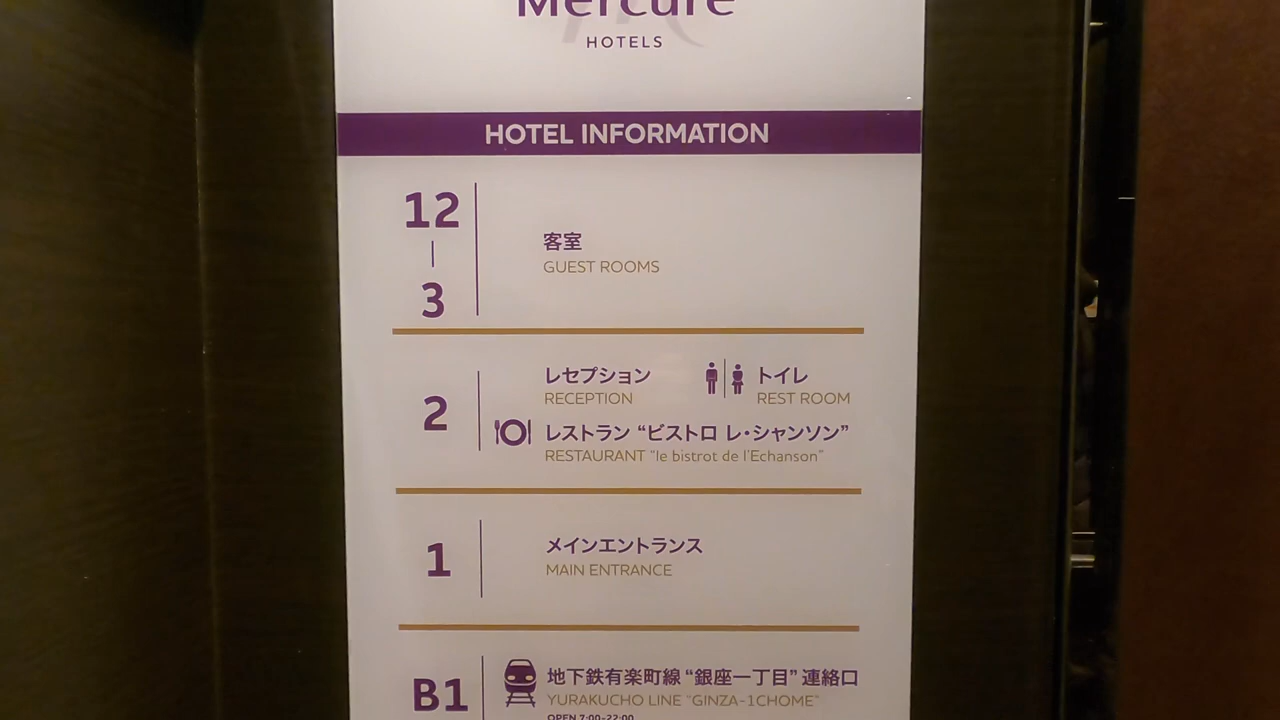 Mercure
HOTELS
HOTEL INFORMATION
12
3
客室
GUEST ROOMS
2
レセプション
RECEPTION
トイレ
REST ROOM
レストラン “ビストロ レ・シャンソン”
RESTAURANT “le bistrot de l’Echanson”
1
メインエントランス
MAIN ENTRANCE
B1
地下鉄有楽町線 “銀座一丁目” 連絡口
YURAKUCHO LINE “GINZA-1CHOME”
OPEN 7:00-22:00